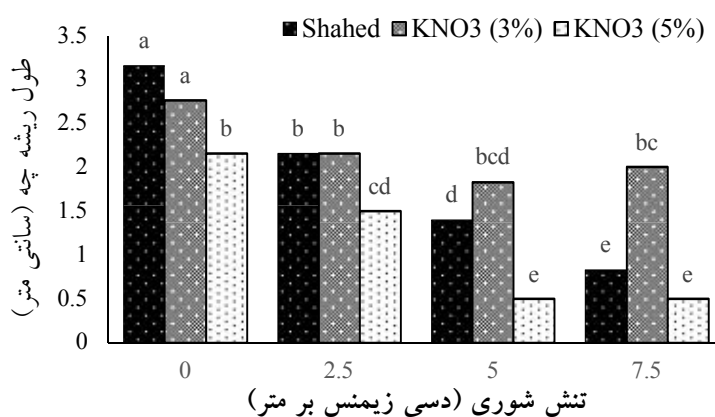 Shahed KNO3 (3%) KNO3 (5%)
طول ریشه چه (سانتی متر)
3.5
3
2.5
2
1.5
1
0.5
0
a a b
b b cd
d bcd e
e bc e
0 2.5 5 7.5
تنش شوری (دسی زیمنس بر متر)